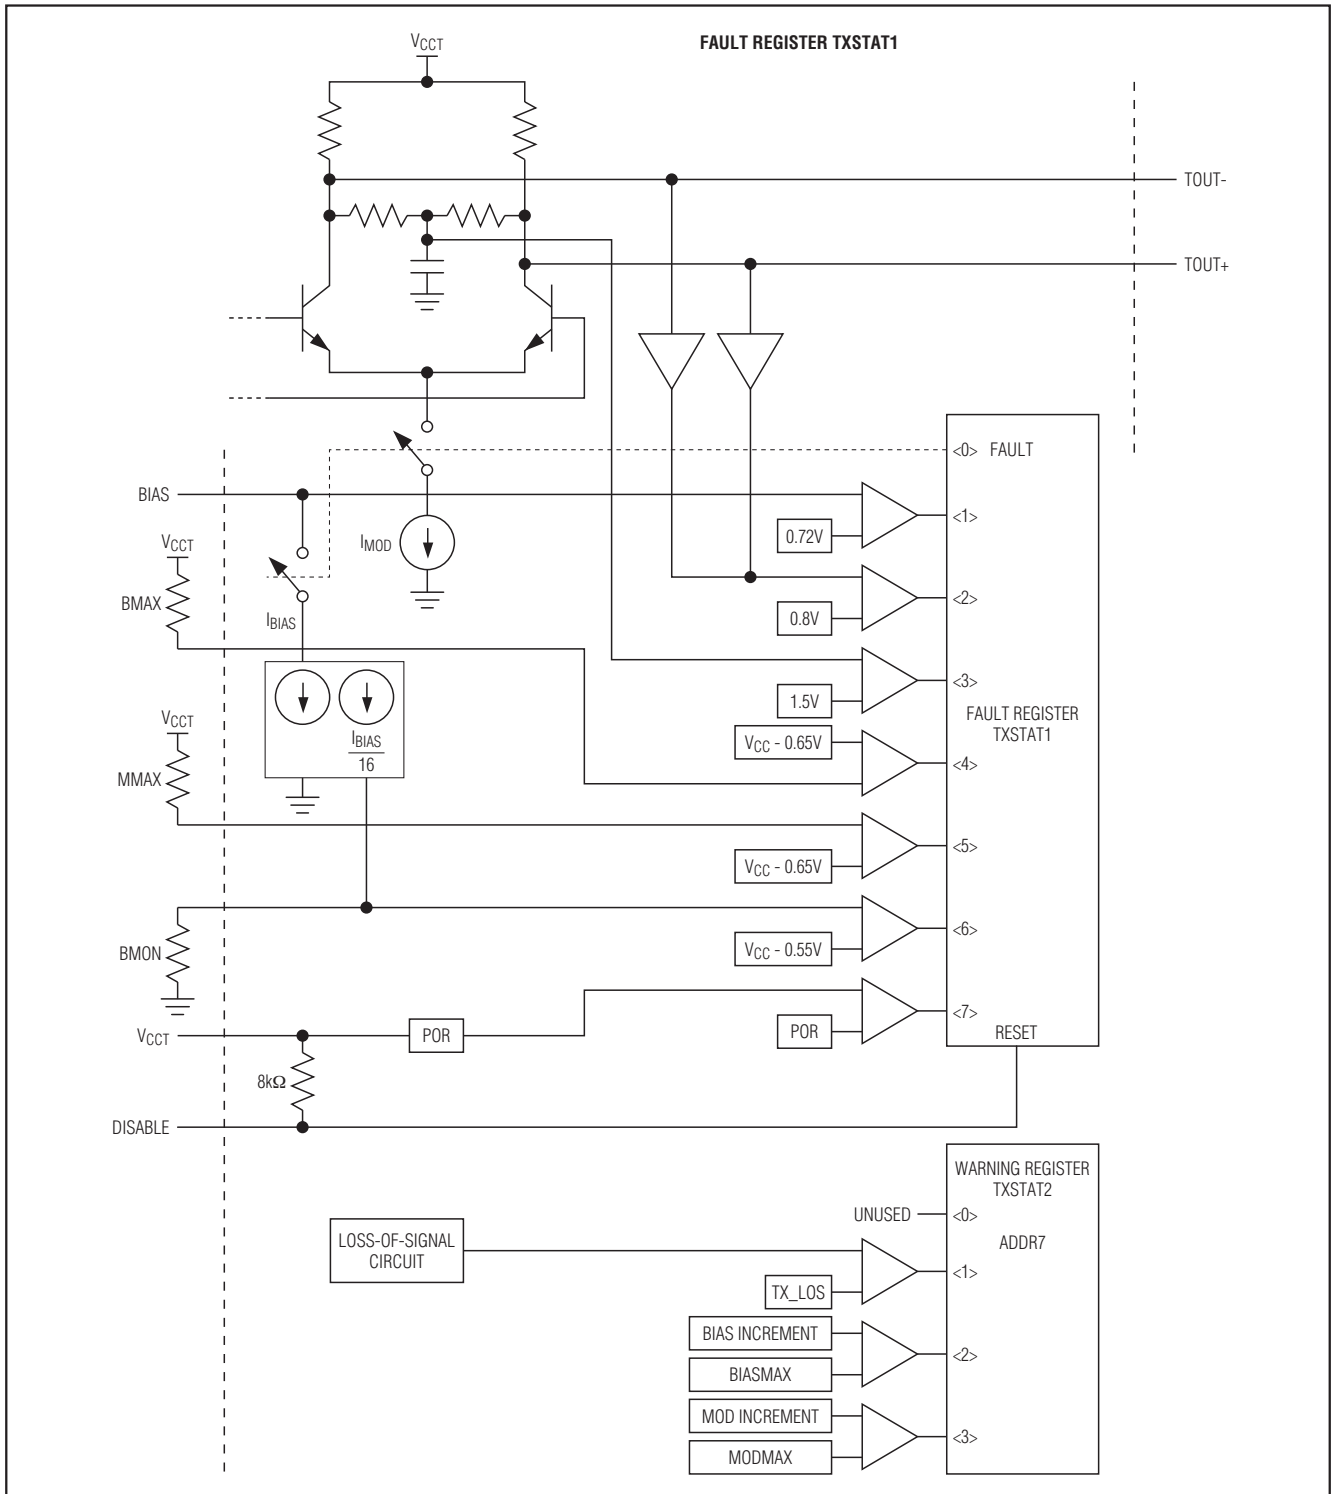 FAULT REGISTER TXSTAT1
VCCT
TOUT-
TOUT+
<0> FAULT
BIAS
<1>
0.72V
IMOD
VCCT
BMAX
<2>
0.8V
IBIAS
<3>
1.5V
FAULT REGISTER
TXSTAT1
VCCT
IBIAS
16
VCC - 0.65V
<4>
MMAX
<5>
VCC - 0.65V
<6>
BMON
VCC - 0.55V
<7>
VCCT
POR
POR
RESET
8kΩ
DISABLE
WARNING REGISTER
TXSTAT2
UNUSED
<0>
LOSS-OF-SIGNAL
CIRCUIT
ADDR7
<1>
TX_LOS
BIAS INCREMENT
<2>
BIASMAX
MOD INCREMENT
<3>
MODMAX